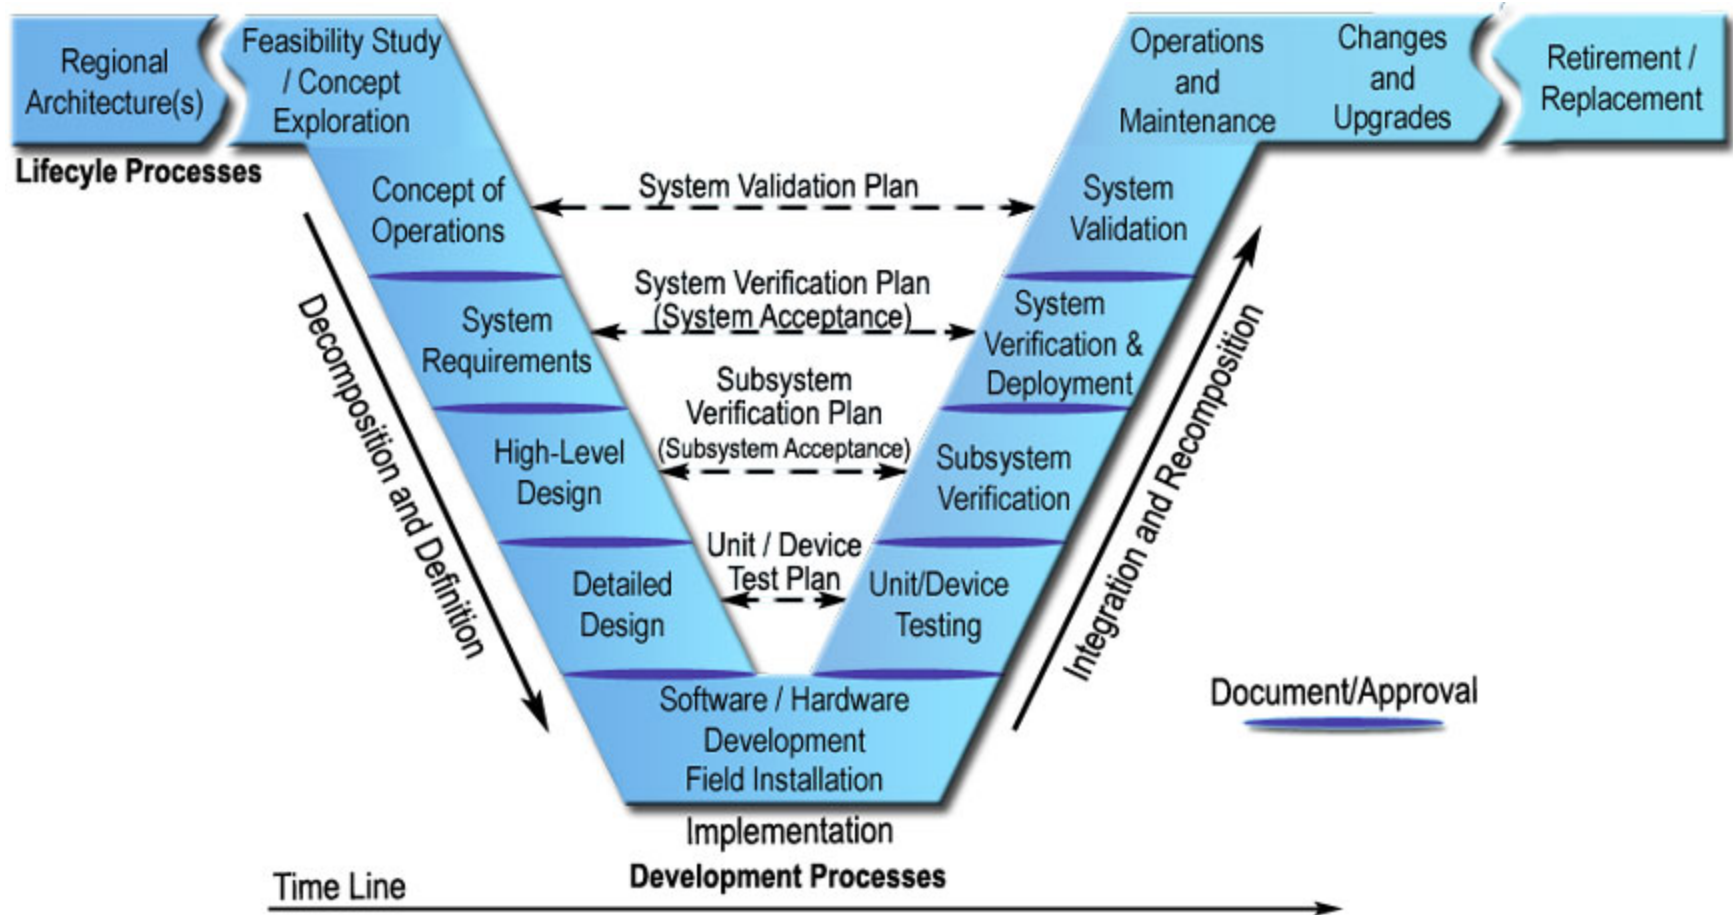 Regional
Architecture(s)
Feasibility Study
/ Concept
Exploration
Operations
and
Maintenance
Changes
and
Upgrades
Retirement /
Replacement
Lifecyle Processes
Concept of
Operations
System Validation Plan
System
Validation
System
Requirements
System Verification Plan
(System Acceptance)
System
Verification &
Deployment
High-Level
Design
Subsystem
Verification Plan
(Subsystem Acceptance)
Subsystem
Verification
Detailed
Design
Unit / Device
Test Plan
Unit/Device
Testing
Decomposition and Definition
Integration and Recomposition
Software / Hardware
Development
Field Installation
Document/Approval
Implementation
Development Processes
Time Line